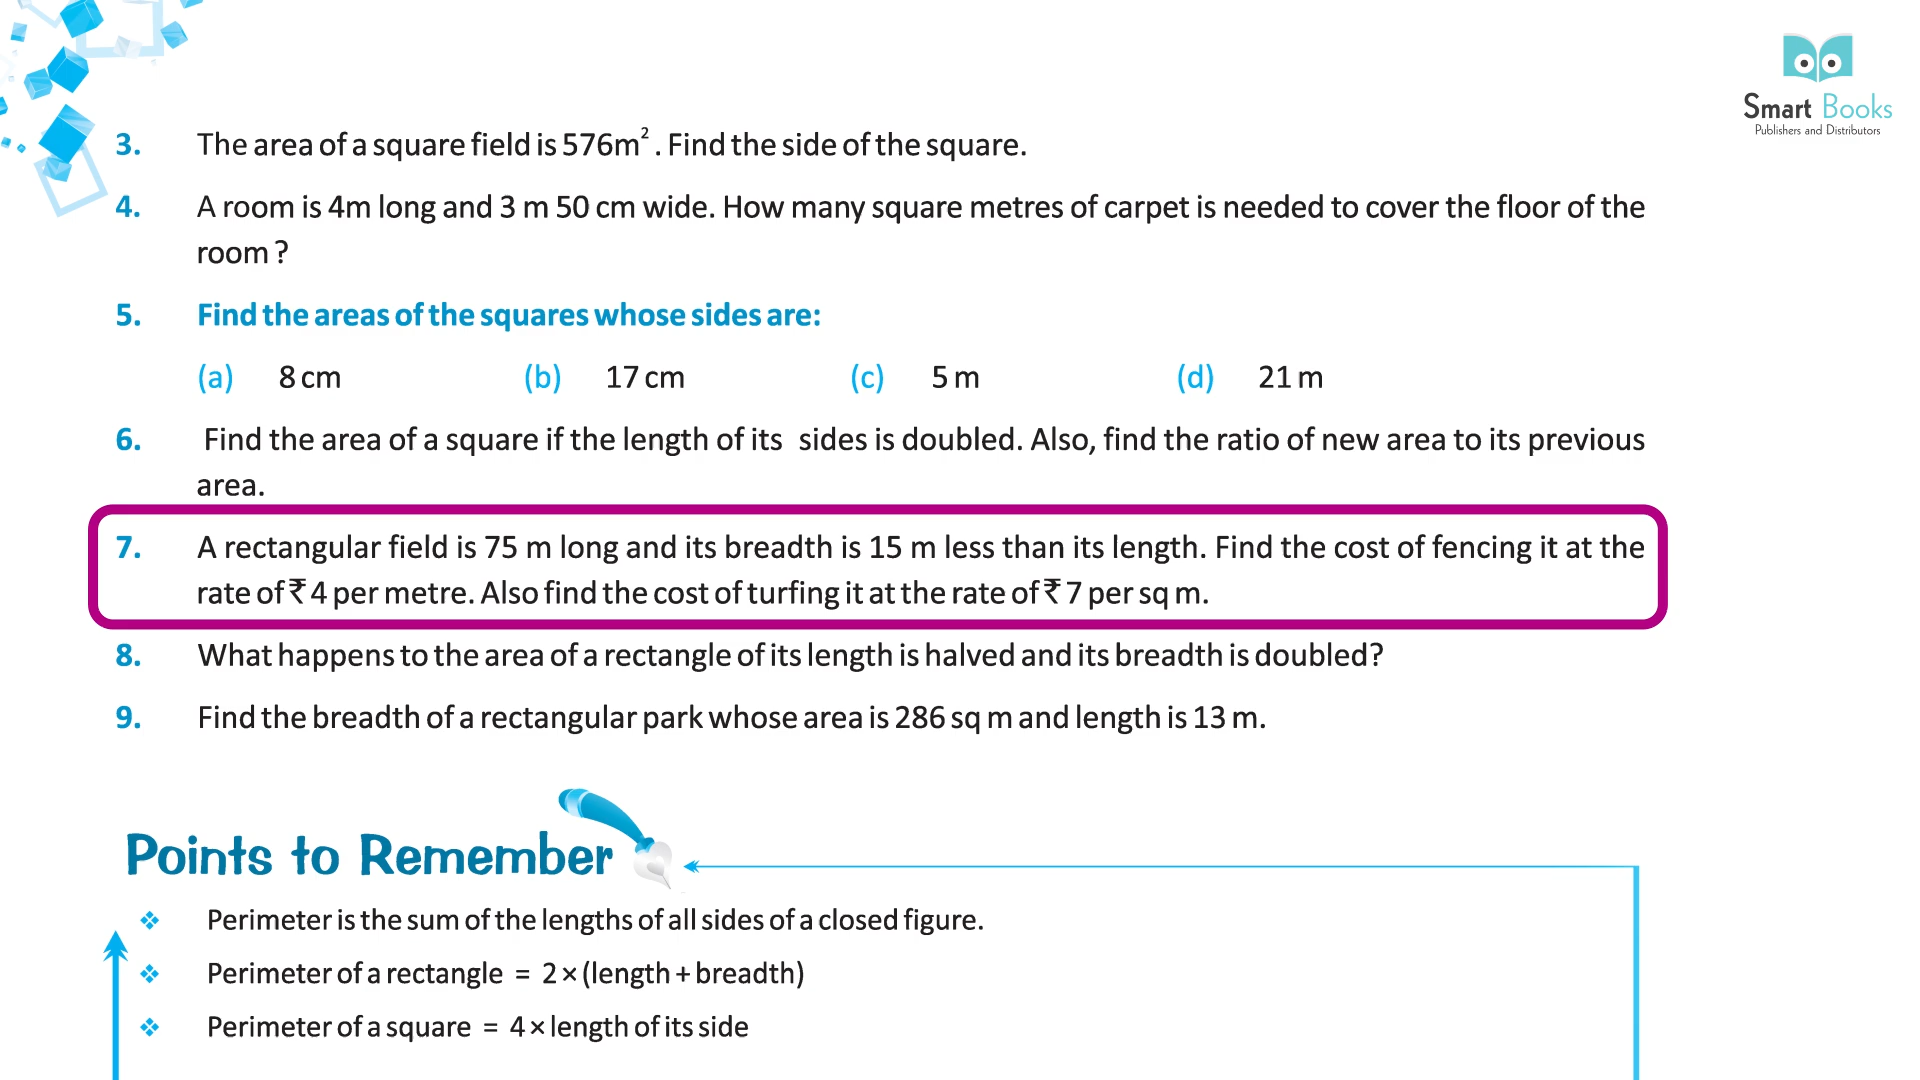 Smart Books
Publishers and Distributors
3. The area of a square field is 576m². Find the side of the square.
4. A room is 4m long and 3 m 50 cm wide. How many square metres of carpet is needed to cover the floor of the
room ?
5. Find the areas of the squares whose sides are:
(a) 8 cm (b) 17 cm (c) 5 m (d) 21 m
6. Find the area of a square if the length of its sides is doubled. Also, find the ratio of new area to its previous
area.
7. A rectangular field is 75 m long and its breadth is 15 m less than its length. Find the cost of fencing it at the
rate of ₹ 4 per metre. Also find the cost of turfing it at the rate of ₹ 7 per sq m.
8. What happens to the area of a rectangle of its length is halved and its breadth is doubled?
9. Find the breadth of a rectangular park whose area is 286 sq m and length is 13 m.
Points to Remember
❖ Perimeter is the sum of the lengths of all sides of a closed figure.
❖ Perimeter of a rectangle = 2 × (length + breadth)
❖ Perimeter of a square = 4 × length of its side